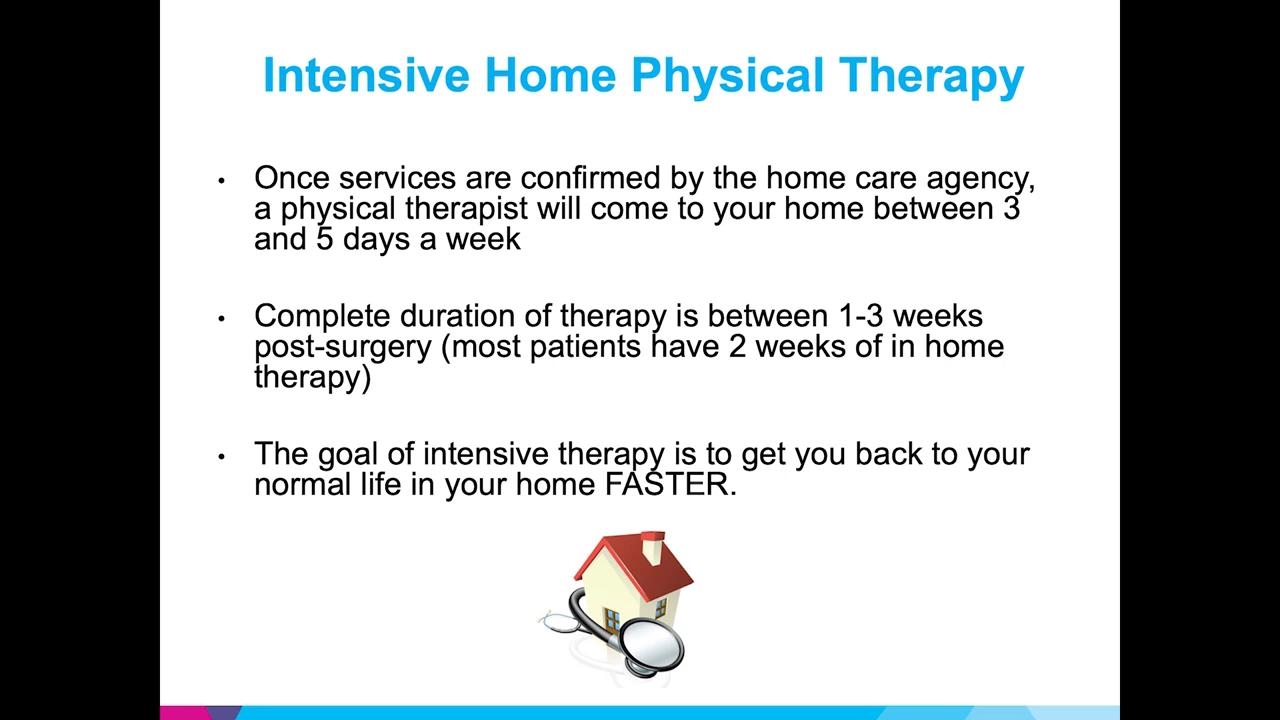 Intensive Home Physical Therapy
• Once services are confirmed by the home care agency,
a physical therapist will come to your home between 3
and 5 days a week
• Complete duration of therapy is between 1-3 weeks
post-surgery (most patients have 2 weeks of in home
therapy)
• The goal of intensive therapy is to get you back to your
normal life in your home FASTER.